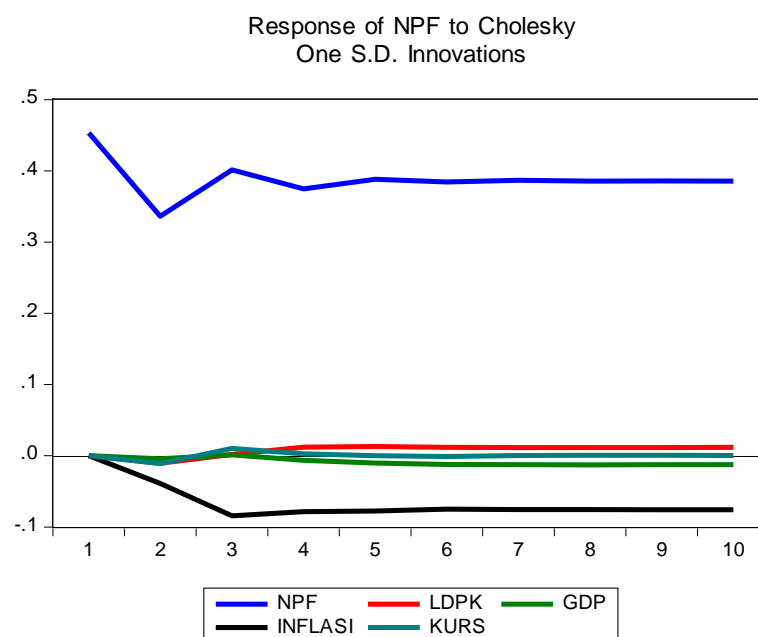 Response of NPF to Cholesky
One S.D. Innovations
.5
.4
.3
.2
.1
.0
-.1
1 2 3 4 5 6 7 8 9 10
NPF LDPK GDP
INFLASI KURS